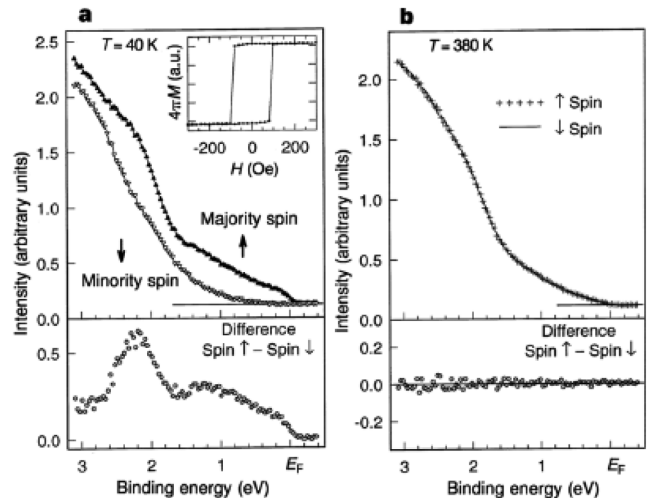 a
T = 40 K
2.5
2.0
1.5
1.0
0.5
0.0
Intensity (arbitrary units)
4πM (a.u.)
-200 0 200
H (Oe)
Majority spin
↑
↓
Minority spin
Difference
Spin ↑ – Spin ↓
0.5
0.0
3 2 1 E_F
Binding energy (eV)
b
T = 380 K
2.0
1.5
1.0
0.5
0.0
Intensity (arbitrary units)
+++++ ↑ Spin
—— ↓ Spin
Difference
Spin ↑ – Spin ↓
0.2
0.0
-0.2
3 2 1 E_F
Binding energy (eV)